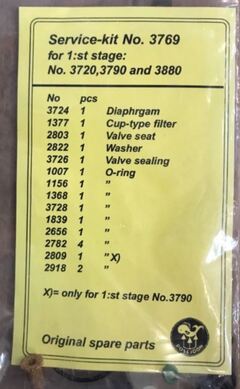 Service-kit No. 3769
for 1:st stage:
No. 3720,3790 and 3880
No pcs
3724 1 Diaphrgam
1377 1 Cup-type filter
2803 1 Valve seat
2822 1 Washer
3726 1 Valve sealing
1007 1 O-ring
1156 1 "
1368 1 "
3728 1 "
1839 1 "
2656 1 "
2782 4 "
2809 1 " X)
2918 2 "
X)= only for 1:st stage No.3790
Original spare parts
POSEIDON